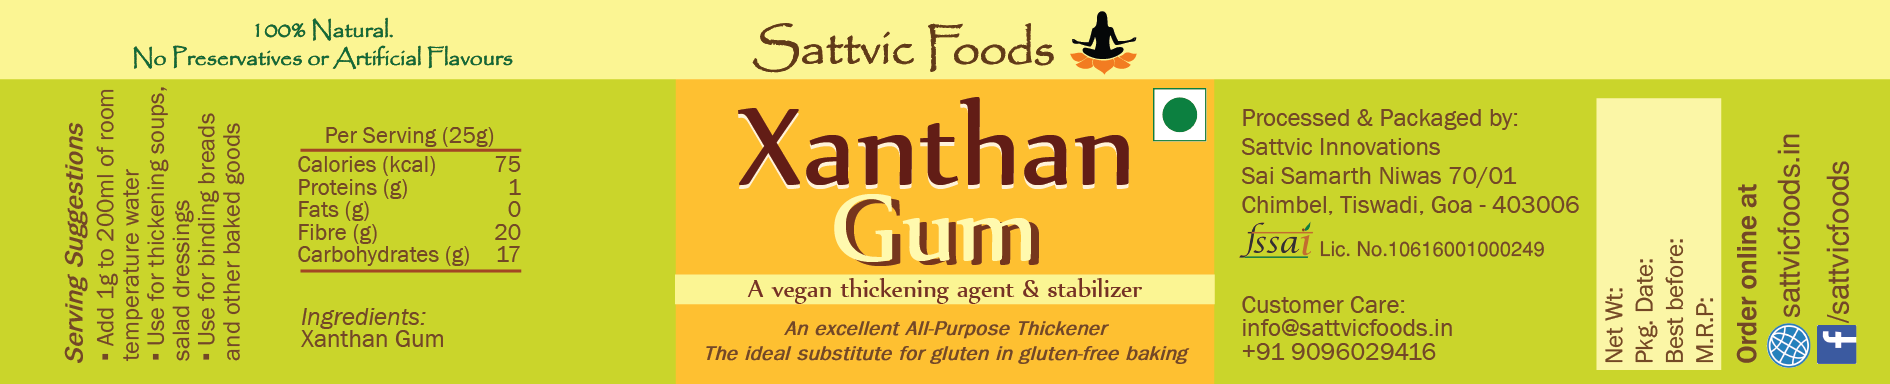 100% Natural.
No Preservatives or Artificial Flavours
Serving Suggestions
▪ Add 1g to 200ml of room
temperature water
▪ Use for thickening soups,
salad dressings
▪ Use for binding breads
and other baked goods
Per Serving (25g)
Calories (kcal) 75
Proteins (g) 1
Fats (g) 0
Fibre (g) 20
Carbohydrates (g) 17
Ingredients:
Xanthan Gum
Sattvic Foods
Xanthan
Gum
A vegan thickening agent & stabilizer
An excellent All-Purpose Thickener
The ideal substitute for gluten in gluten-free baking
Processed & Packaged by:
Sattvic Innovations
Sai Samarth Niwas 70/01
Chimbel, Tiswadi, Goa - 403006
fssai Lic. No.10616001000249
Customer Care:
info@sattvicfoods.in
+91 9096029416
Net Wt:
Pkg. Date:
Best before:
M.R.P:
Order online at
sattvicfoods.in
f/sattvicfoods